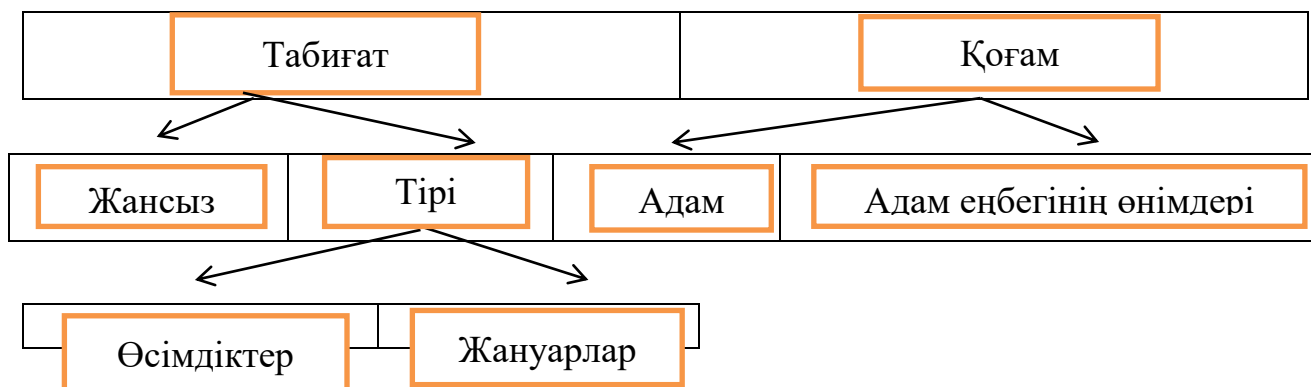 Табиғат Қоғам
Жансыз Тірі Адам Адам еңбегінің өнімдері
Өсімдіктер Жануарлар